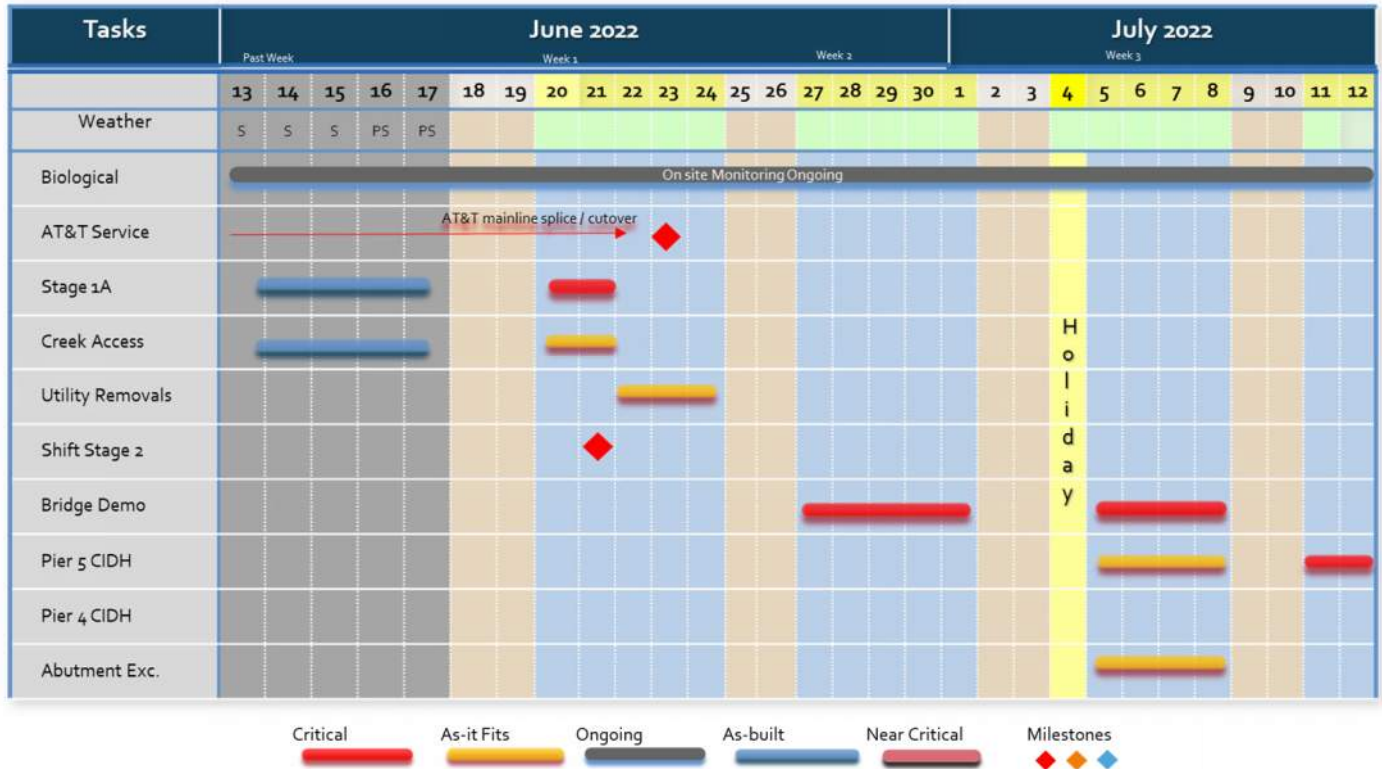 Tasks June 2022 July 2022
Past Week Week 1 Week 2 Week 3
13 14 15 16 17 18 19 20 21 22 23 24 25 26 27 28 29 30 1 2 3 4 5 6 7 8 9 10 11 12
Weather S S S PS PS
Biological On site Monitoring Ongoing
AT&T mainline splice / cutover
AT&T Service
Stage 1A
Creek Access
Utility Removals
Shift Stage 2
Bridge Demo
Pier 5 CIDH
Pier 4 CIDH
Abutment Exc.
Holiday
Critical As-it Fits Ongoing As-built Near Critical Milestones